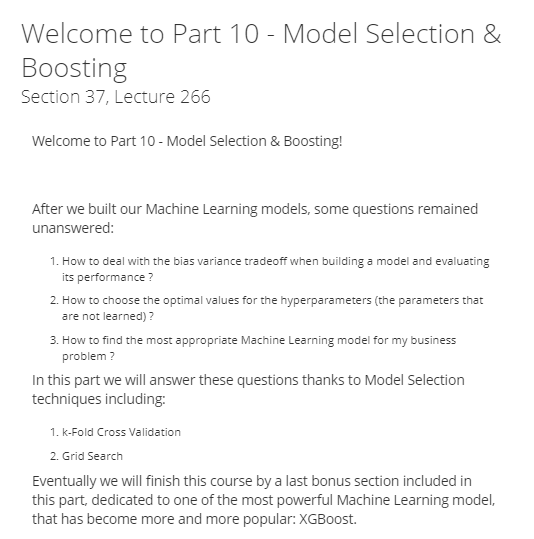 Welcome to Part 10 - Model Selection &
Boosting
Section 37, Lecture 266
Welcome to Part 10 - Model Selection & Boosting!
After we built our Machine Learning models, some questions remained
unanswered:
1. How to deal with the bias variance tradeoff when building a model and evaluating
its performance ?
2. How to choose the optimal values for the hyperparameters (the parameters that
are not learned) ?
3. How to find the most appropriate Machine Learning model for my business
problem ?
In this part we will answer these questions thanks to Model Selection
techniques including:
1. k-Fold Cross Validation
2. Grid Search
Eventually we will finish this course by a last bonus section included in
this part, dedicated to one of the most powerful Machine Learning model,
that has become more and more popular: XGBoost.